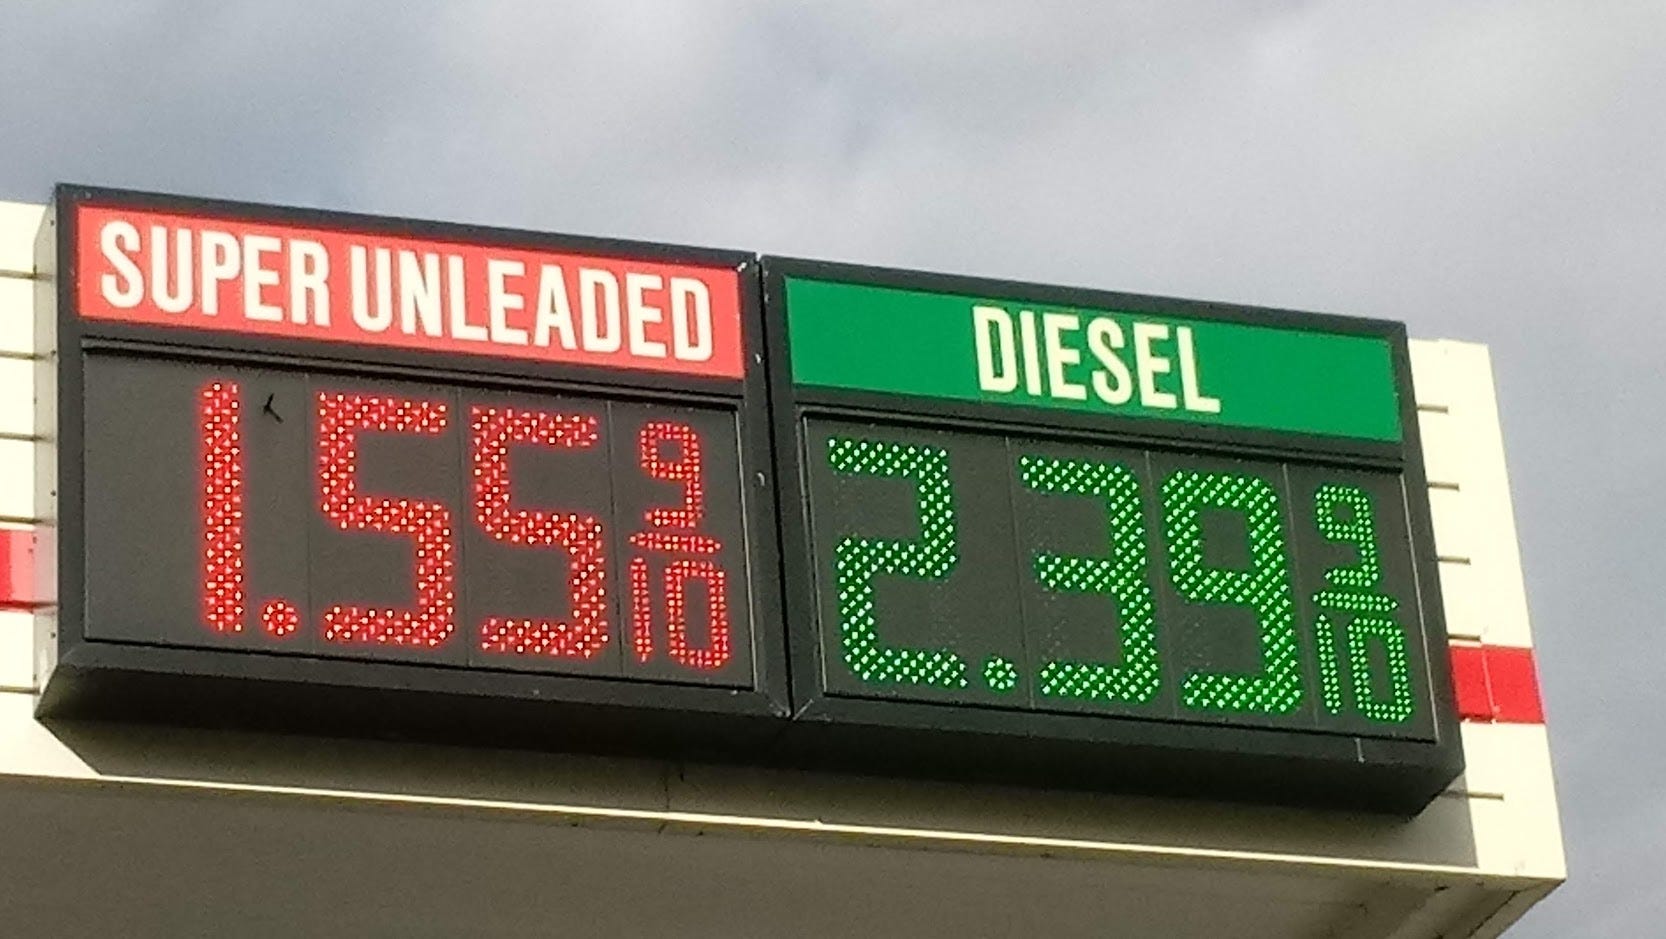 SUPER UNLEADED
1.55 9/10
DIESEL
2.39 9/10